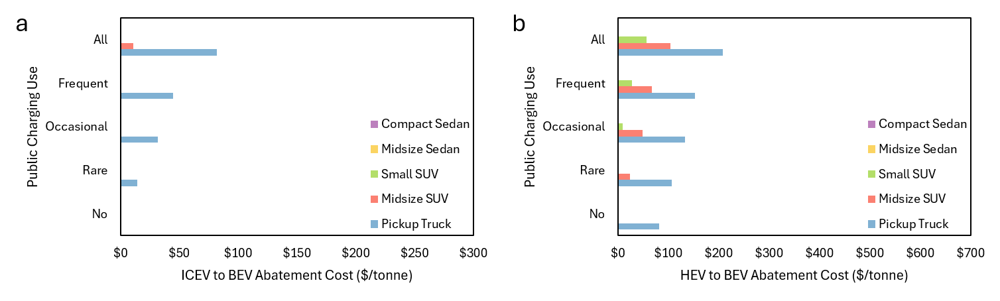 a
Public Charging Use
All
Frequent
Occasional
Rare
No
Compact Sedan
Midsize Sedan
Small SUV
Midsize SUV
Pickup Truck
$0 $50 $100 $150 $200 $250 $300
ICEV to BEV Abatement Cost ($/tonne)
b
Public Charging Use
All
Frequent
Occasional
Rare
No
Compact Sedan
Midsize Sedan
Small SUV
Midsize SUV
Pickup Truck
$0 $100 $200 $300 $400 $500 $600 $700
HEV to BEV Abatement Cost ($/tonne)